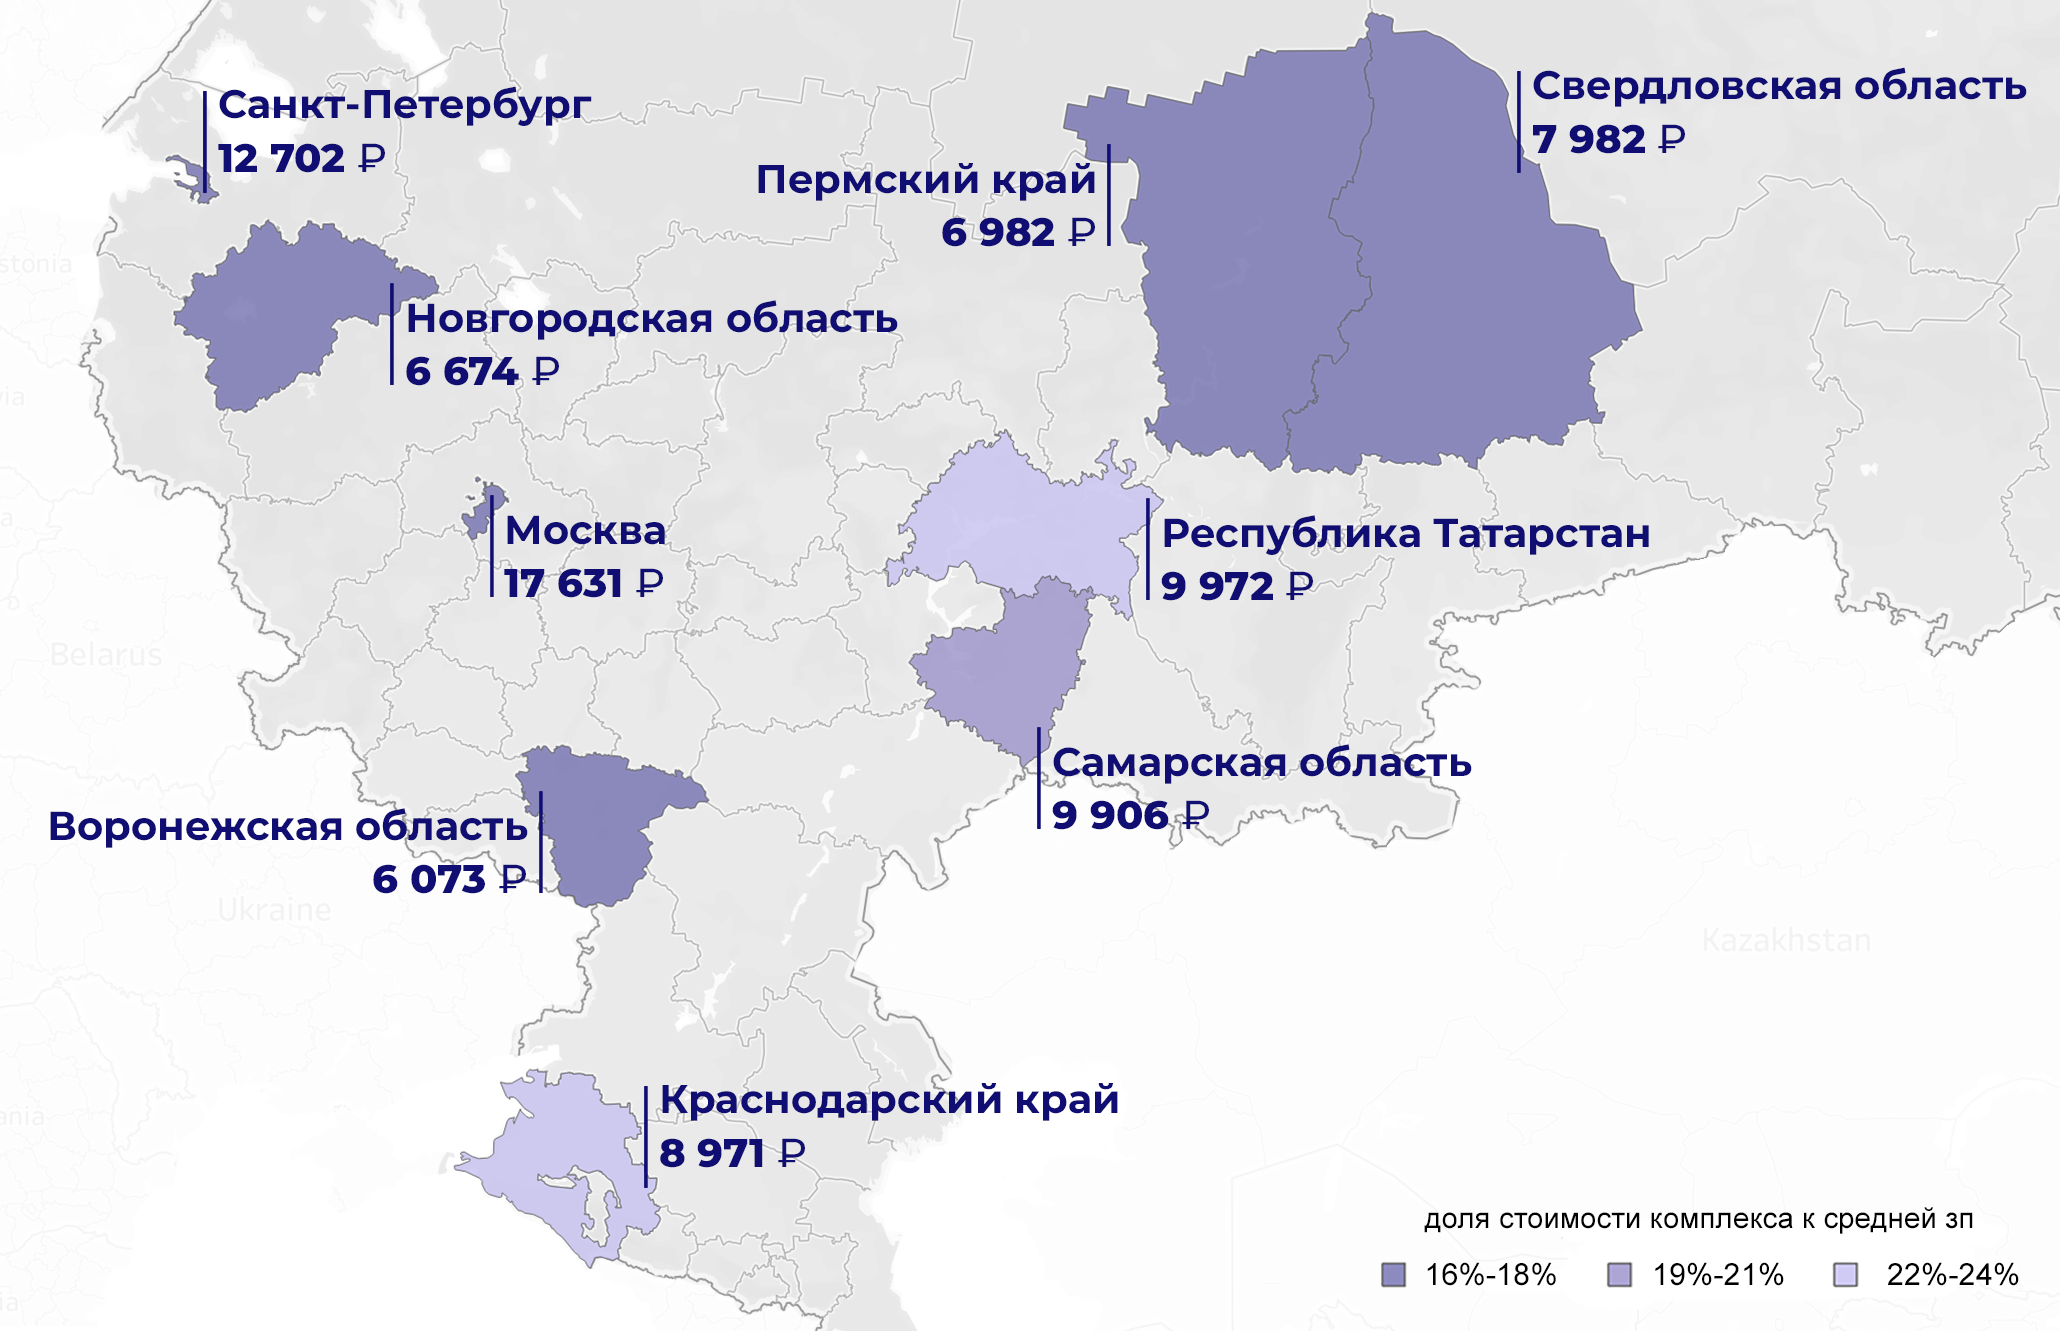 Свердловская область
7 982 ₽
Санкт-Петербург
12 702 ₽
Пермский край
6 982 ₽
stonia
Новгородская область
6 674 ₽
via
a
Москва
17 631 ₽
Республика Татарстан
9 972 ₽
Belarus
Самарская область
9 906 ₽
Воронежская область
6 073 ₽
Ukraine
Kazakhstan
Краснодарский край
8 971 ₽
ania
ia
доля стоимости комплекса к средней зп
16%-18%
19%-21%
22%-24%